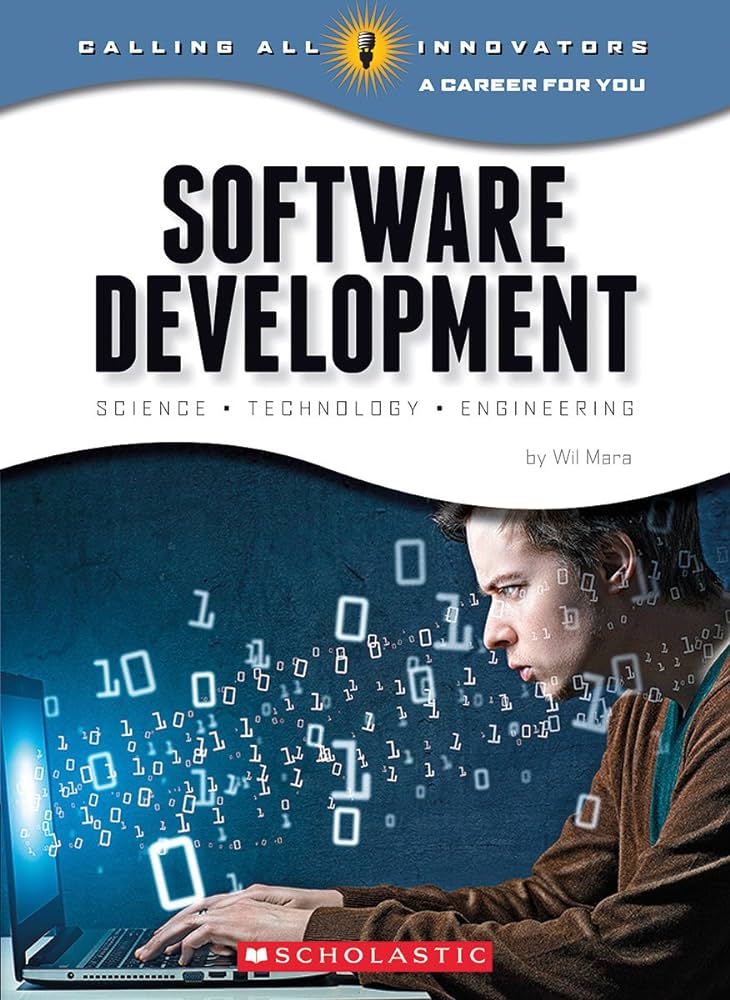 CALLING ALL INNOVATORS
A CAREER FOR YOU
SOFTWARE
DEVELOPMENT
SCIENCE ▪ TECHNOLOGY ▪ ENGINEERING
by Wil Mara
SCHOLASTIC